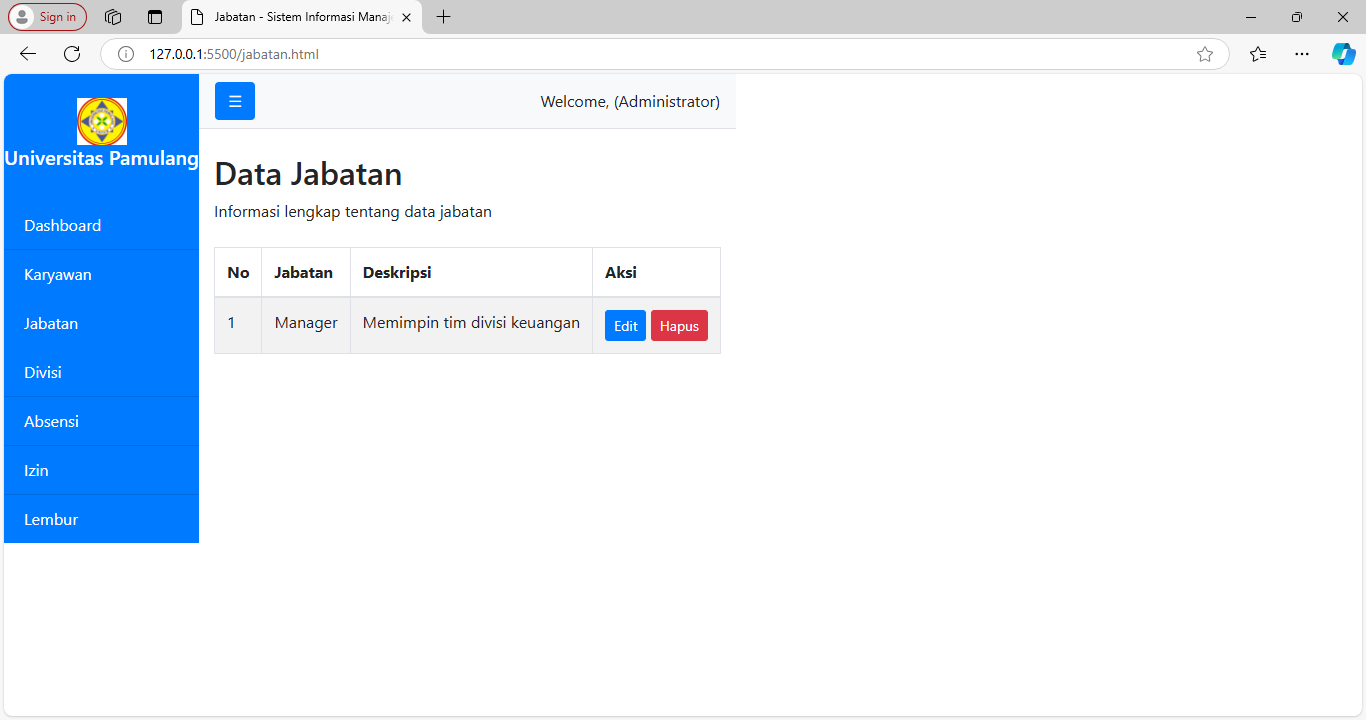 Sign in
Jabatan - Sistem Informasi Manaj
127.0.0.1:5500/jabatan.html
Universitas Pamulang
Dashboard
Karyawan
Jabatan
Divisi
Absensi
Izin
Lembur
☰ Welcome, (Administrator)
Data Jabatan
Informasi lengkap tentang data jabatan
No Jabatan Deskripsi Aksi
1 Manager Memimpin tim divisi keuangan Edit Hapus